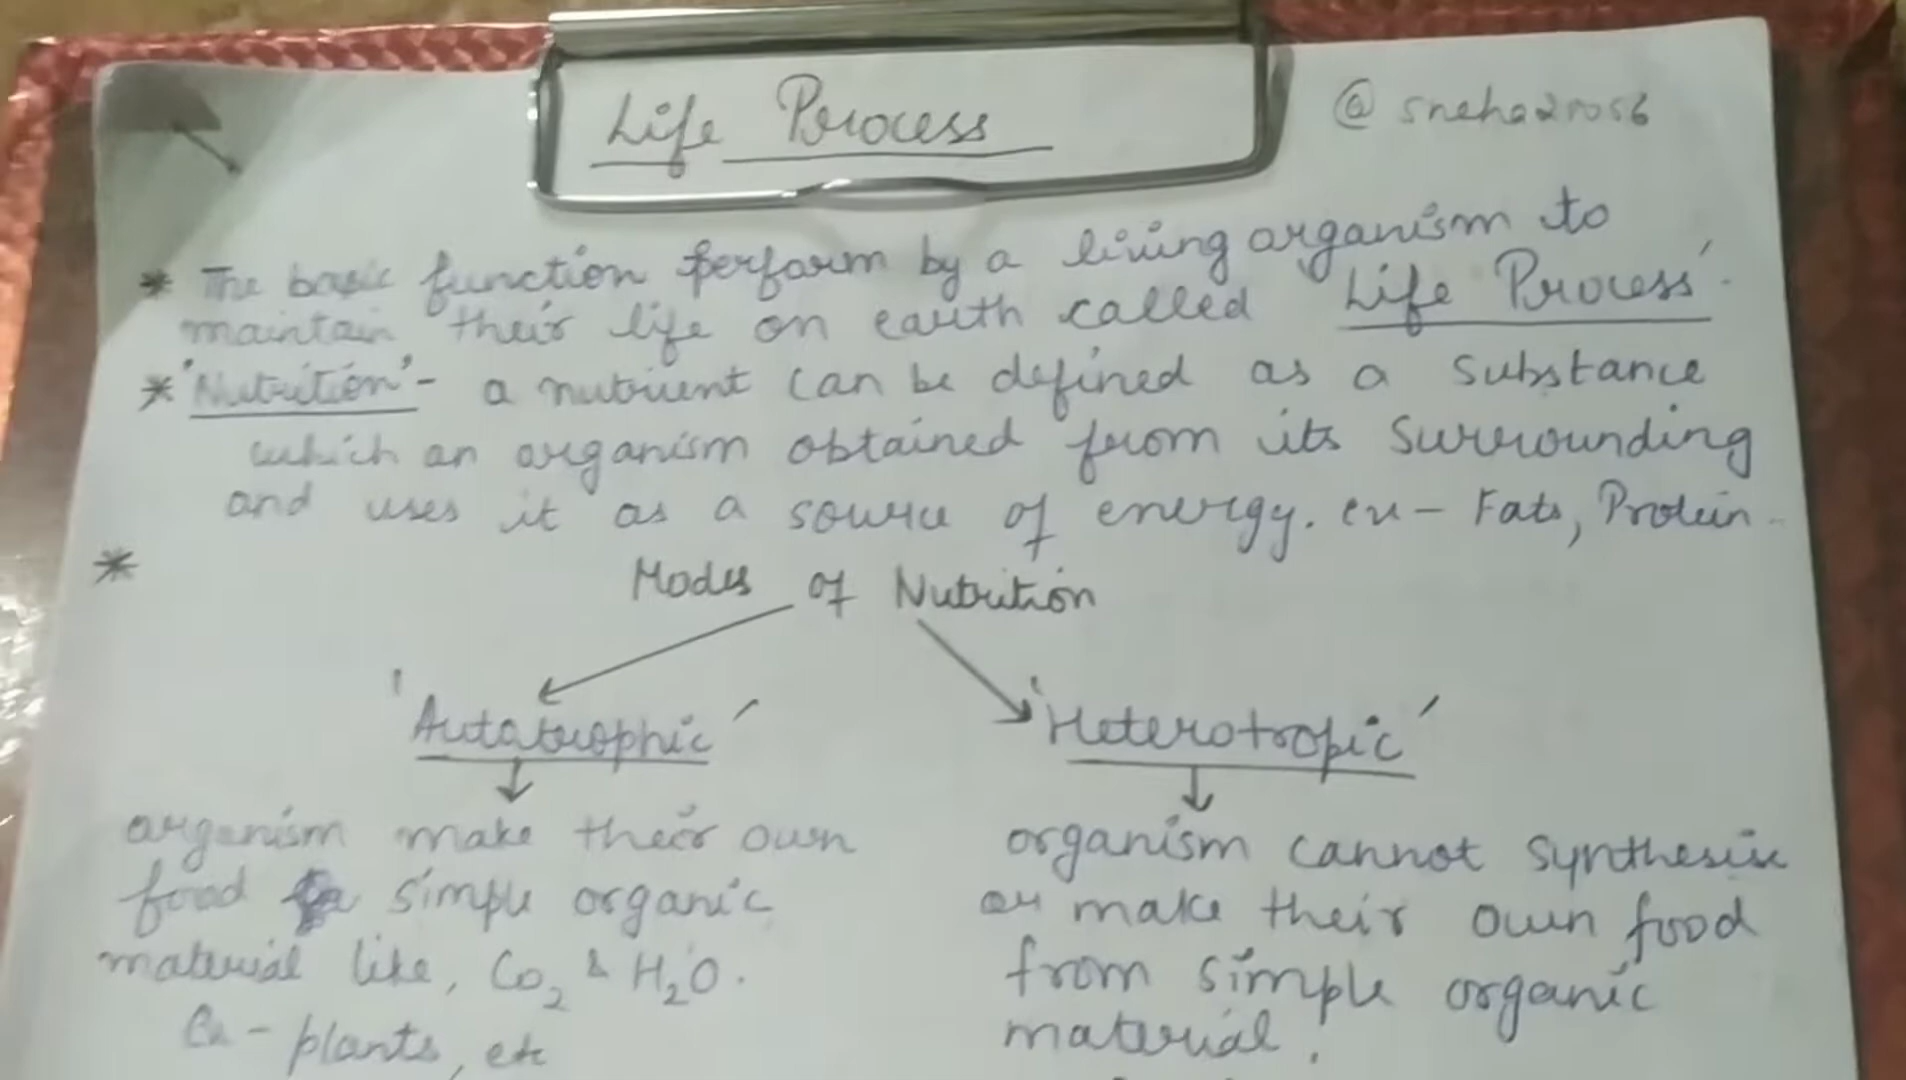 Life Process
@ sneha2ros6
* The basic function perform by a living organism to
maintain their life on earth called 'Life Process'.
* 'Nutrition' - a nutrient can be defined as a substance
which an organism obtained from its surrounding
and uses it as a source of energy. ex - Fats, Protein
*
Modes of Nutrition
'Autotrophic' 'Heterotropic'
organism make their own
food simple organic
material like, Co2 & H2O.
Ex - plants, etc
organism cannot synthesise
or make their own food
from simple organic
material.